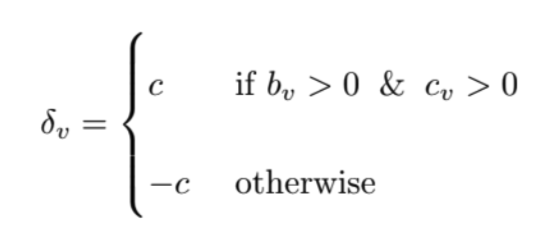 c if b_v > 0 & c_v > 0
δ_v =
−c otherwise